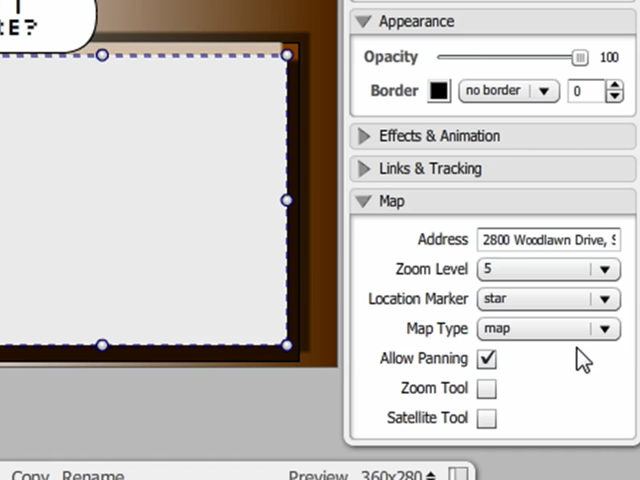 TE?
Appearance
Opacity 100
Border no border 0
Effects & Animation
Links & Tracking
Map
Address 2800 Woodlawn Drive, S
Zoom Level 5
Location Marker star
Map Type map
Allow Panning
Zoom Tool
Satellite Tool
Copy Rename Preview 360x280